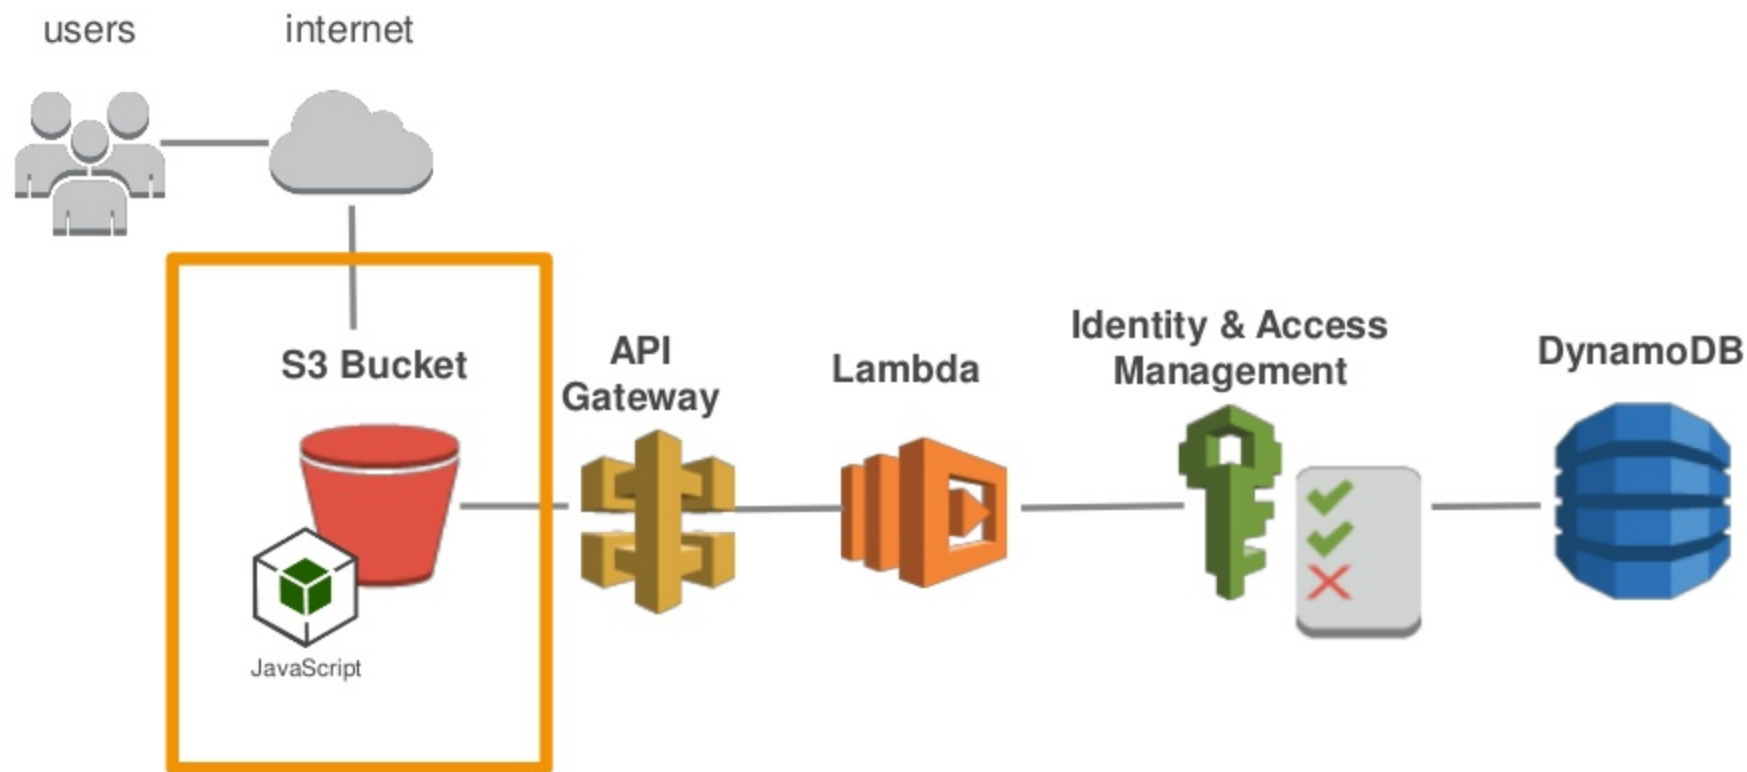 users
internet
S3 Bucket
API
Gateway
Lambda
Identity & Access
Management
DynamoDB
JavaScript